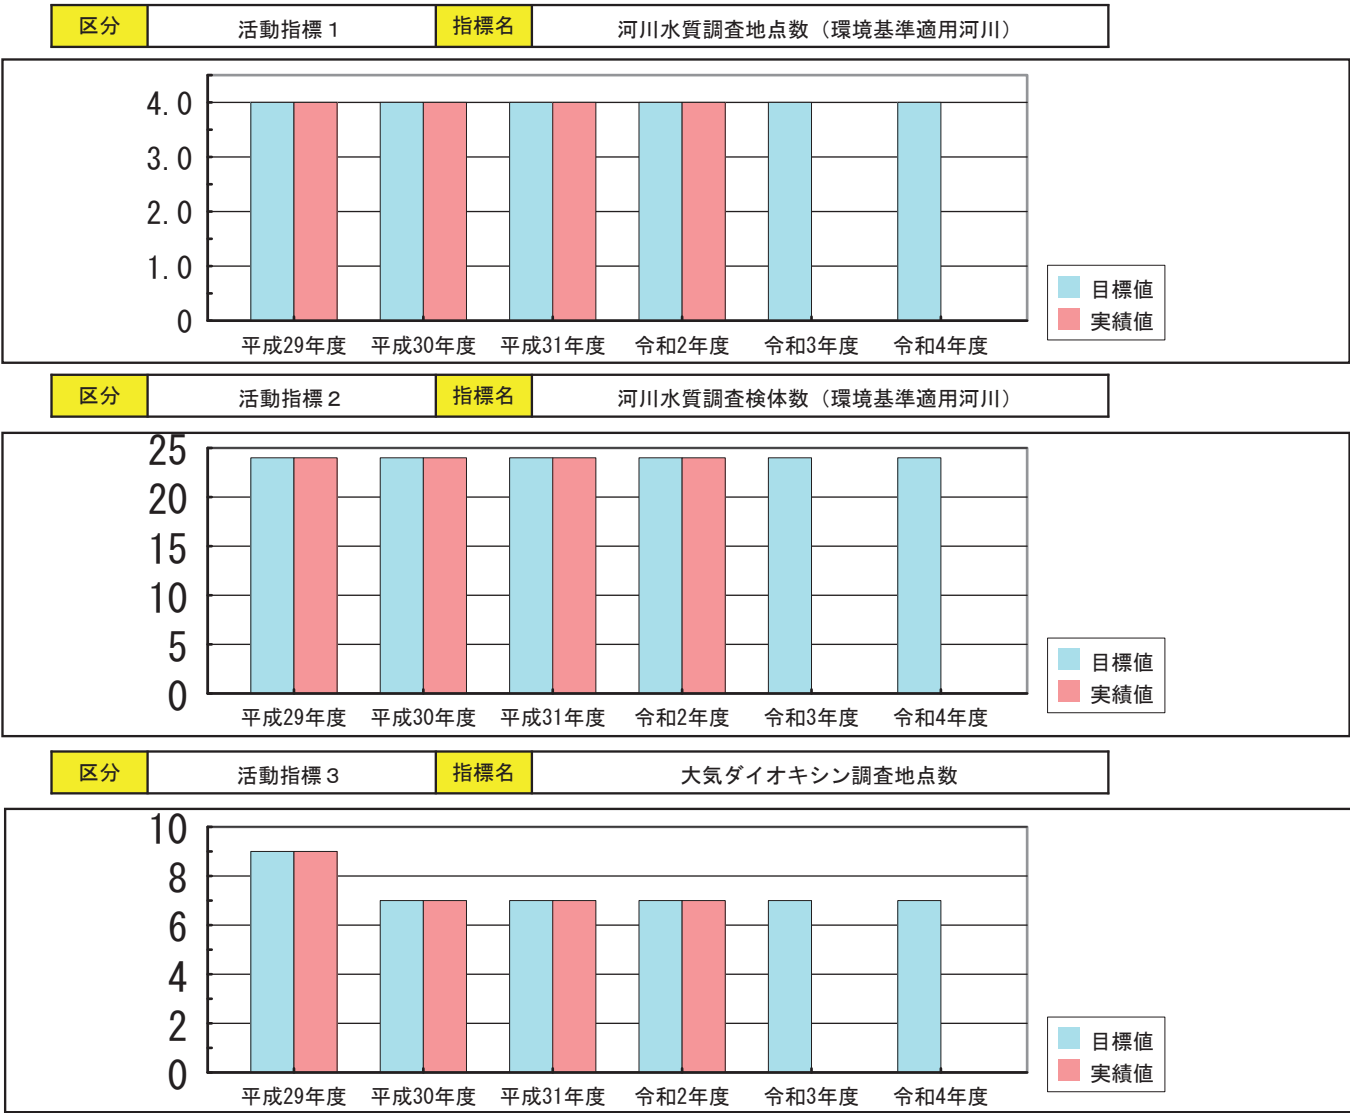 区分 活動指標1 指標名 河川水質調査地点数（環境基準適用河川）
4.0
3.0
2.0
1.0
0
平成29年度 平成30年度 平成31年度 令和2年度 令和3年度 令和4年度
目標値
実績値
区分 活動指標2 指標名 河川水質調査検体数（環境基準適用河川）
25
20
15
10
5
0
平成29年度 平成30年度 平成31年度 令和2年度 令和3年度 令和4年度
目標値
実績値
区分 活動指標3 指標名 大気ダイオキシン調査地点数
10
8
6
4
2
0
平成29年度 平成30年度 平成31年度 令和2年度 令和3年度 令和4年度
目標値
実績値